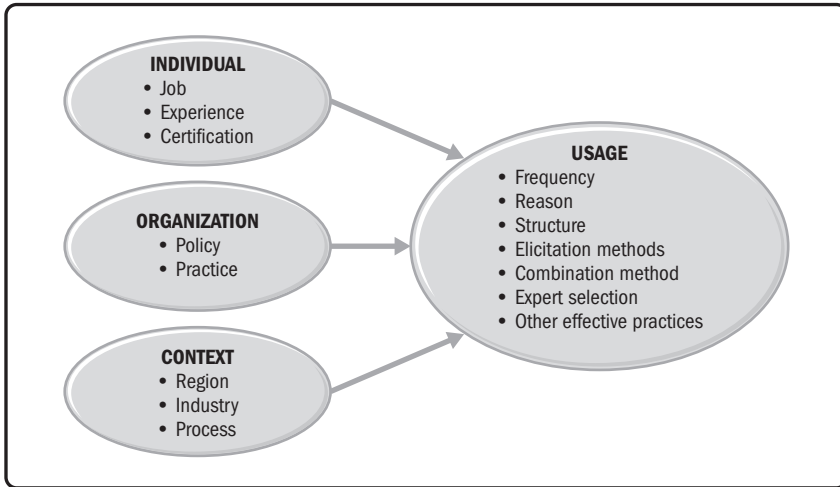 INDIVIDUAL
• Job
• Experience
• Certification
ORGANIZATION
• Policy
• Practice
CONTEXT
• Region
• Industry
• Process
USAGE
• Frequency
• Reason
• Structure
• Elicitation methods
• Combination method
• Expert selection
• Other effective practices